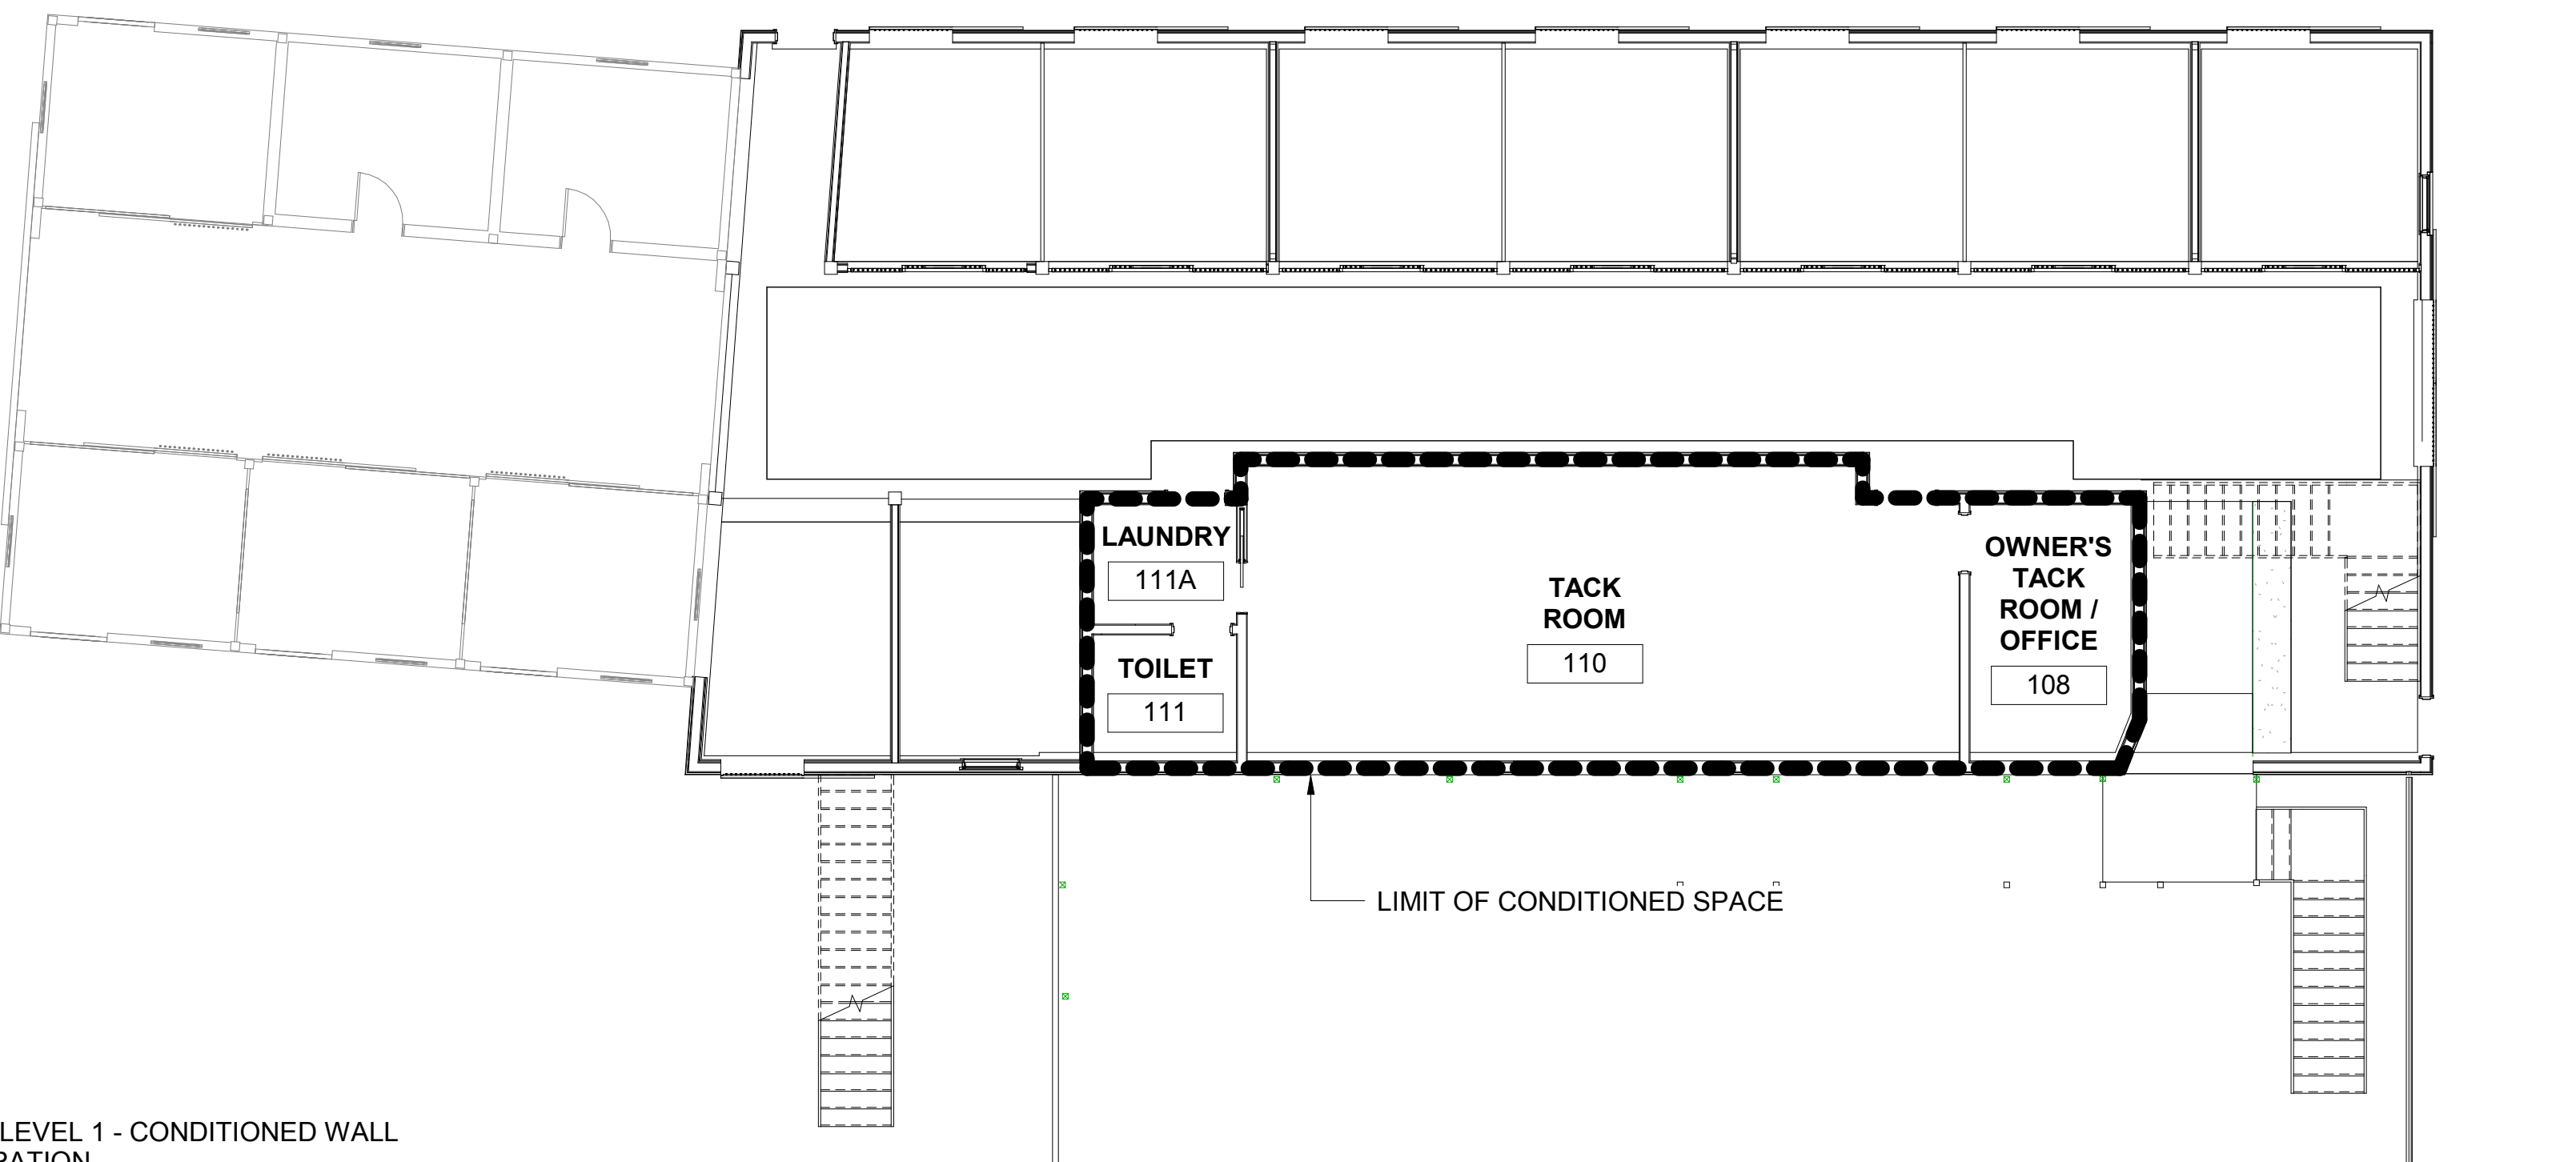 LAUNDRY
111A
TOILET
111
TACK
ROOM
110
OWNER'S
TACK
ROOM /
OFFICE
108
LIMIT OF CONDITIONED SPACE
LEVEL 1 - CONDITIONED WALL